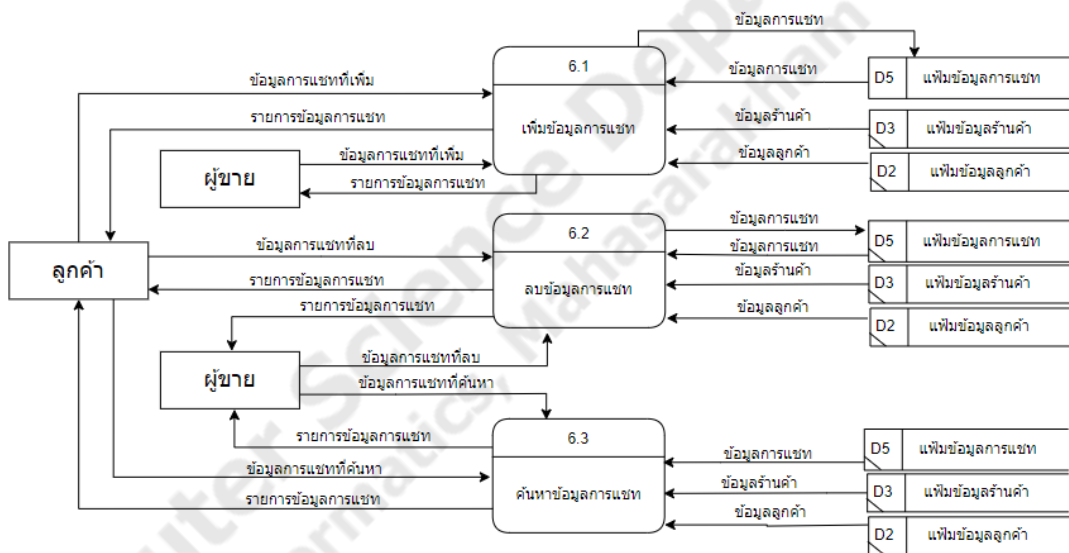 ข้อมูลการแชท
6.1
เพิ่มข้อมูลการแชท
ข้อมูลการแชทที่เพิ่ม
ข้อมูลการแชท
D5 แฟ้มข้อมูลการแชท
รายการข้อมูลการแชท
ข้อมูลร้านค้า
D3 แฟ้มข้อมูลร้านค้า
ผู้ขาย
ข้อมูลการแชทที่เพิ่ม
ข้อมูลลูกค้า
D2 แฟ้มข้อมูลลูกค้า
รายการข้อมูลการแชท
ลูกค้า
6.2
ลบข้อมูลการแชท
ข้อมูลการแชทที่ลบ
ข้อมูลการแชท
ข้อมูลการแชท
D5 แฟ้มข้อมูลการแชท
รายการข้อมูลการแชท
ข้อมูลร้านค้า
D3 แฟ้มข้อมูลร้านค้า
รายการข้อมูลการแชท
ข้อมูลลูกค้า
D2 แฟ้มข้อมูลลูกค้า
ผู้ขาย
ข้อมูลการแชทที่ลบ
ข้อมูลการแชทที่ค้นหา
6.3
ค้นหาข้อมูลการแชท
รายการข้อมูลการแชท
ข้อมูลการแชท
D5 แฟ้มข้อมูลการแชท
ข้อมูลการแชทที่ค้นหา
ข้อมูลร้านค้า
D3 แฟ้มข้อมูลร้านค้า
รายการข้อมูลการแชท
ข้อมูลลูกค้า
D2 แฟ้มข้อมูลลูกค้า
Science
Mahasarakham